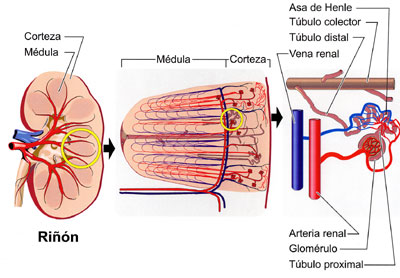 Corteza
Médula
Riñón
Médula
Corteza
Asa de Henle
Túbulo colector
Túbulo distal
Vena renal
Arteria renal
Glomérulo
Túbulo proximal